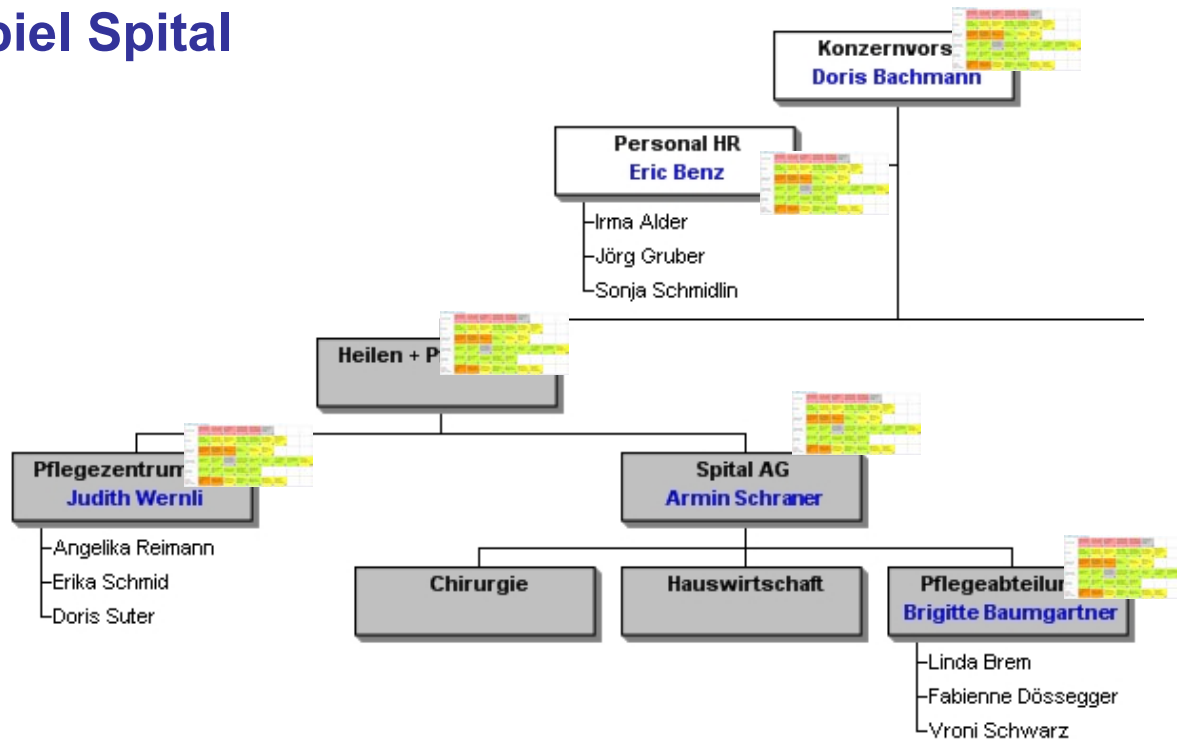 piel Spital
Konzernvors
Doris Bachmann
Personal HR
Eric Benz
Irma Alder
Jörg Gruber
Sonja Schmidlin
Heilen + P
Pflegezentrum
Judith Wernli
Angelika Reimann
Erika Schmid
Doris Suter
Spital AG
Armin Schraner
Chirurgie
Hauswirtschaft
Pflegeabteilu
Brigitte Baumgartner
Linda Brem
Fabienne Dössegger
Vroni Schwarz